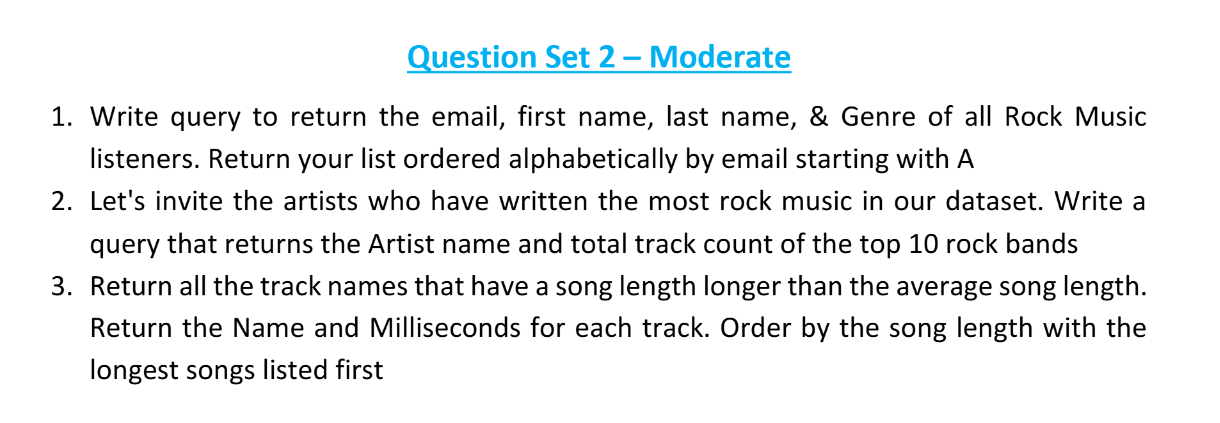 Question Set 2 – Moderate
1. Write query to return the email, first name, last name, & Genre of all Rock Music
listeners. Return your list ordered alphabetically by email starting with A
2. Let's invite the artists who have written the most rock music in our dataset. Write a
query that returns the Artist name and total track count of the top 10 rock bands
3. Return all the track names that have a song length longer than the average song length.
Return the Name and Milliseconds for each track. Order by the song length with the
longest songs listed first